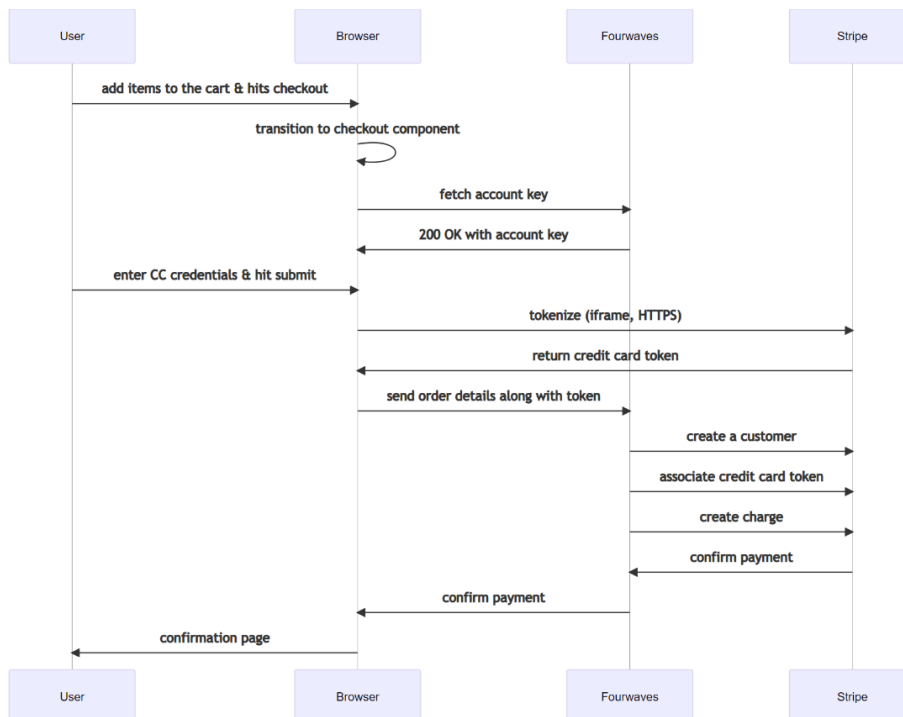 User Browser Fourwaves Stripe
add items to the cart & hits checkout
transition to checkout component
fetch account key
200 OK with account key
enter CC credentials & hit submit
tokenize (iframe, HTTPS)
return credit card token
send order details along with token
create a customer
associate credit card token
create charge
confirm payment
confirm payment
confirmation page
User Browser Fourwaves Stripe